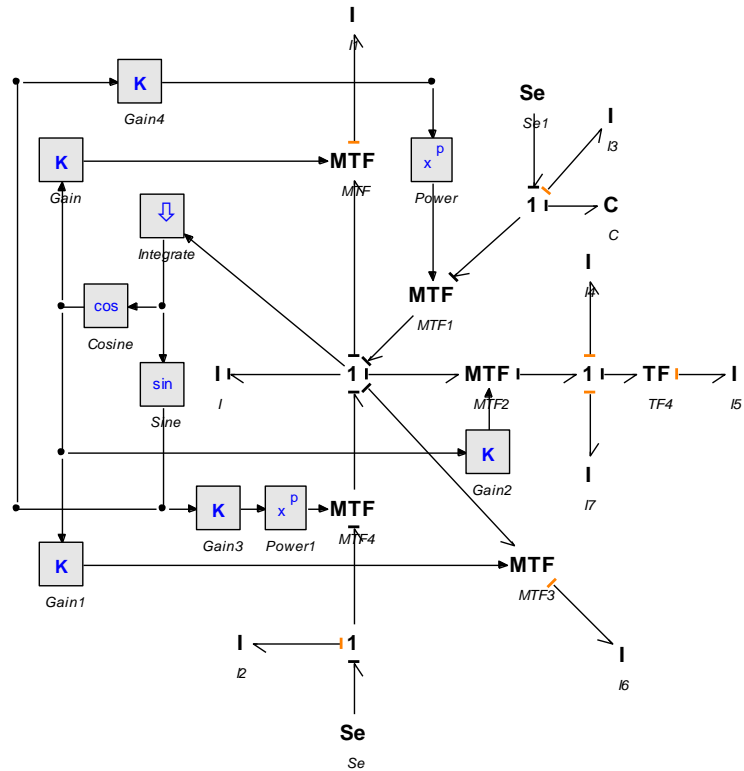 I
I1
K
Gain4
Se
Se1
I
I3
K
Gain
MTF
MTF
x p
Power
1
C
C
Integrate
I
I4
MTF
MTF1
cos
Cosine
I
I
1
MTF
MTF2
1
TF
TF4
I
I5
sin
Sine
K
Gain2
I
I7
K
Gain3
x p
Power1
MTF
MTF4
K
Gain1
MTF
MTF3
I
I2
1
I
I6
Se
Se